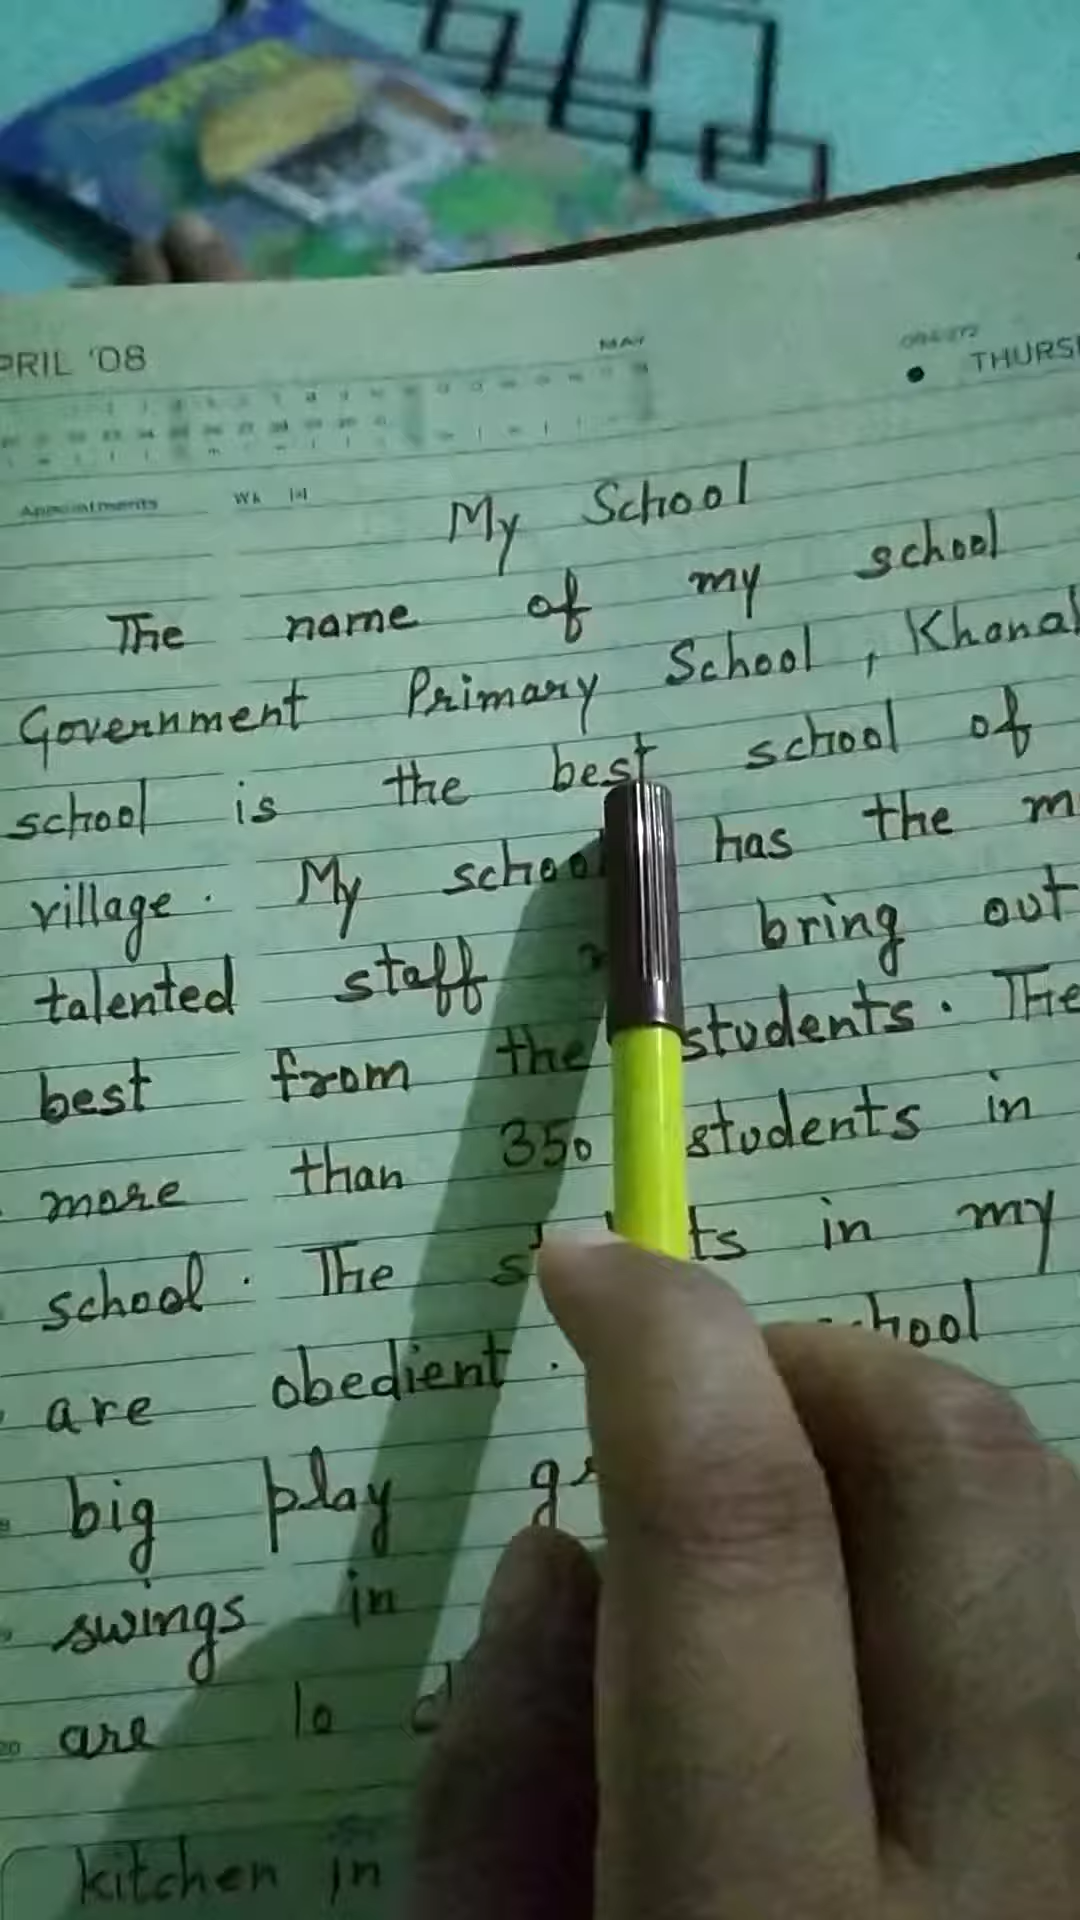 PRIL '08
MAY
THURS
Appointments Wk 14
My School
The name of my school
Government Primary School, Khanal
school is the best school of
village. My school has the m
talented staff bring out
best from the students. The
more than 350 students in
school. The s ts in my
are obedient. hool
big play g
swings in
are 10 c
20
kitchen in